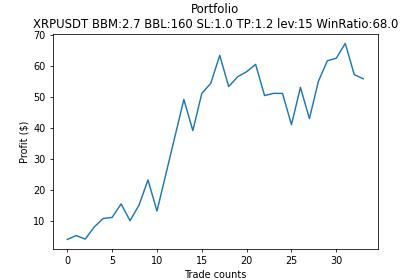 Portfolio
XRPUSDT BBM:2.7 BBL:160 SL:1.0 TP:1.2 lev:15 WinRatio:68.0
70
60
50
40
30
20
10
Profit ($)
0 5 10 15 20 25 30
Trade counts